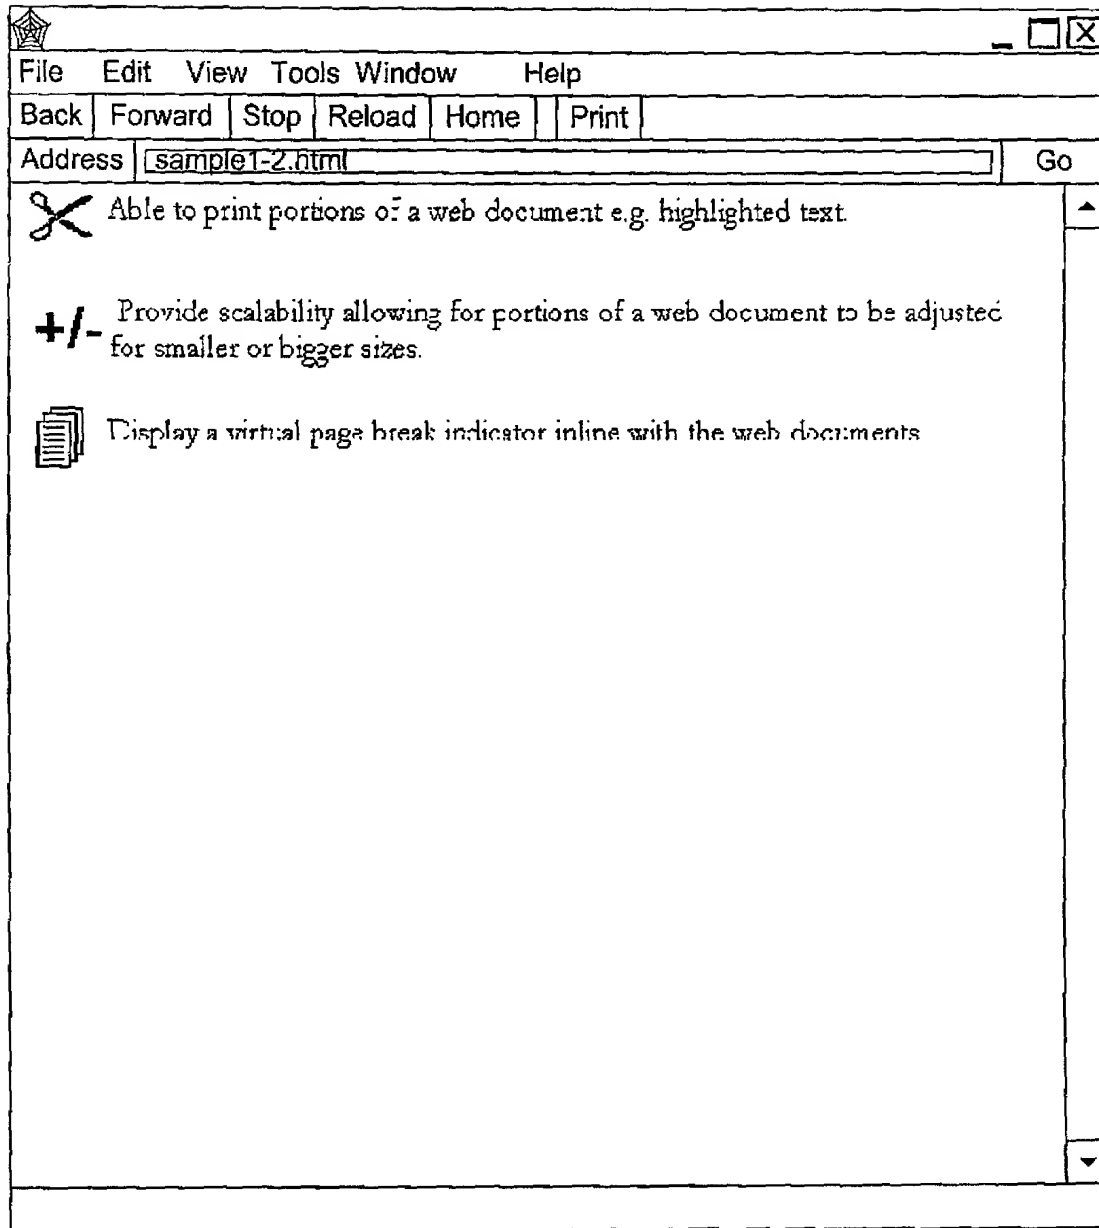 File Edit View Tools Window Help
Back Forward Stop Reload Home Print
Address sample1-2.html Go
Able to print portions of a web document e.g. highlighted text.
+/- Provide scalability allowing for portions of a web document to be adjusted
for smaller or bigger sizes.
Display a virtual page break indicator inline with the web documents